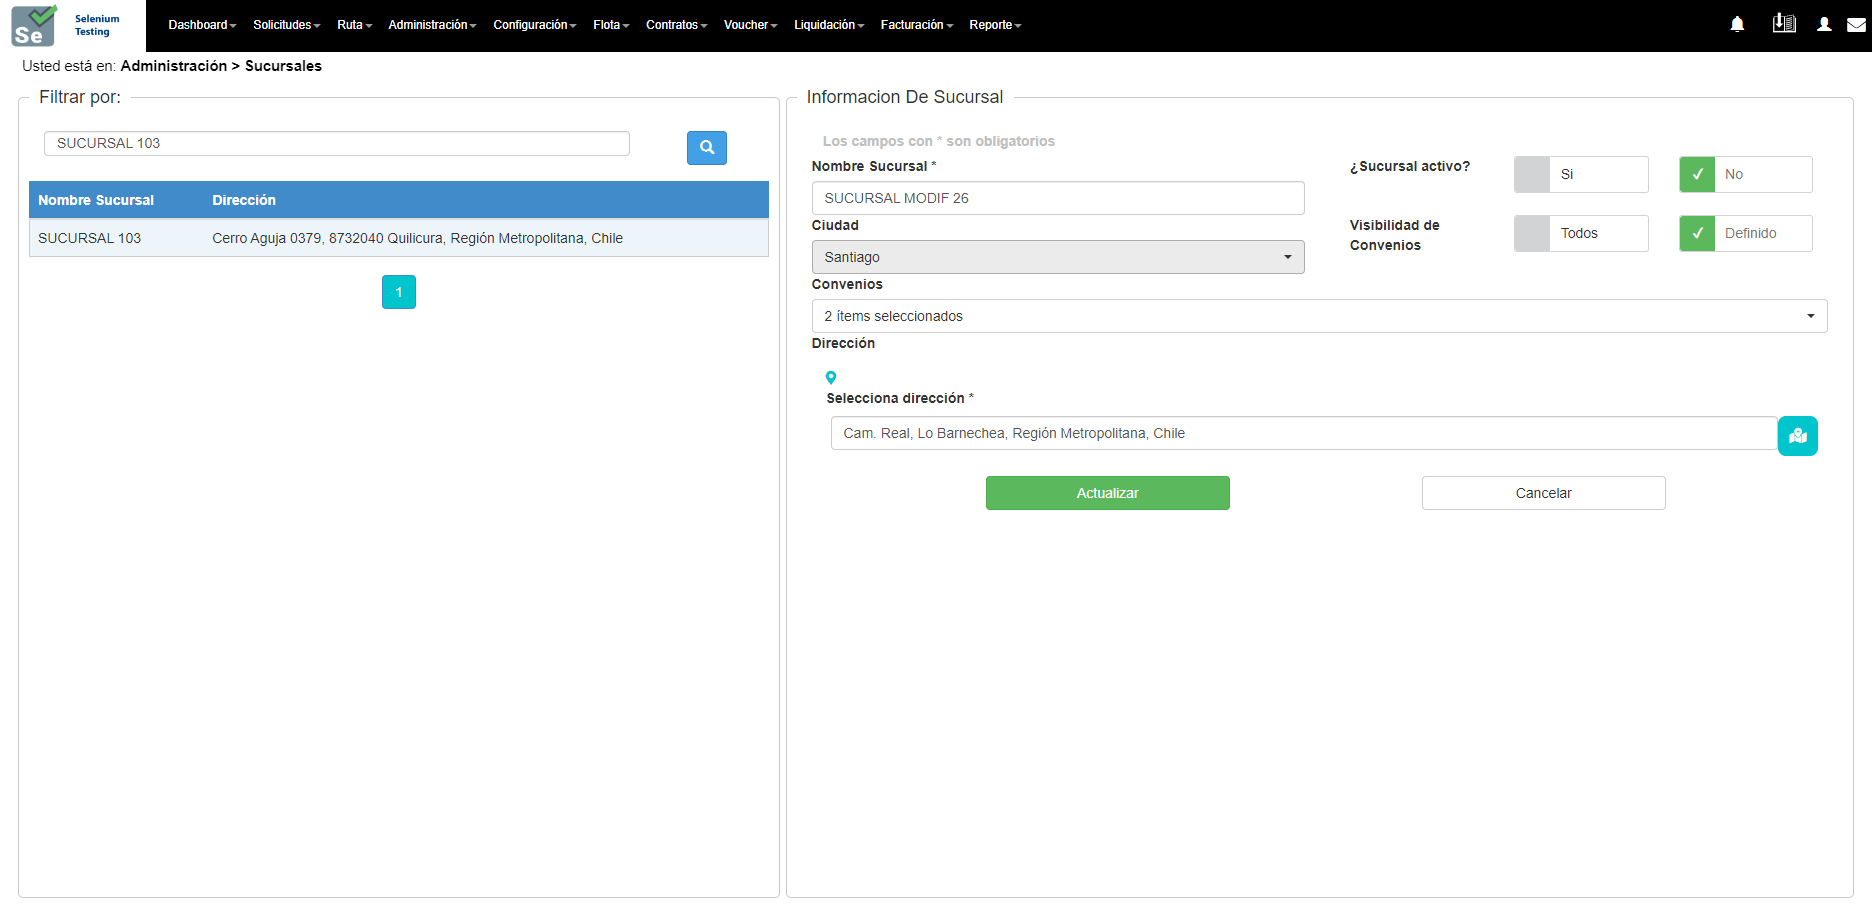 Se
Selenium
Testing
Dashboard Solicitudes Ruta Administración Configuración Flota Contratos Voucher Liquidación Facturación Reporte
Usted está en: Administración > Sucursales
Filtrar por:
SUCURSAL 103
Nombre Sucursal Dirección
SUCURSAL 103 Cerro Aguja 0379, 8732040 Quilicura, Región Metropolitana, Chile
1
Informacion De Sucursal
Los campos con * son obligatorios
Nombre Sucursal *
SUCURSAL MODIF 26
¿Sucursal activo?
Si
No
Ciudad
Santiago
Visibilidad de
Convenios
Todos
Definido
Convenios
2 ítems seleccionados
Dirección
Selecciona dirección *
Cam. Real, Lo Barnechea, Región Metropolitana, Chile
Actualizar
Cancelar